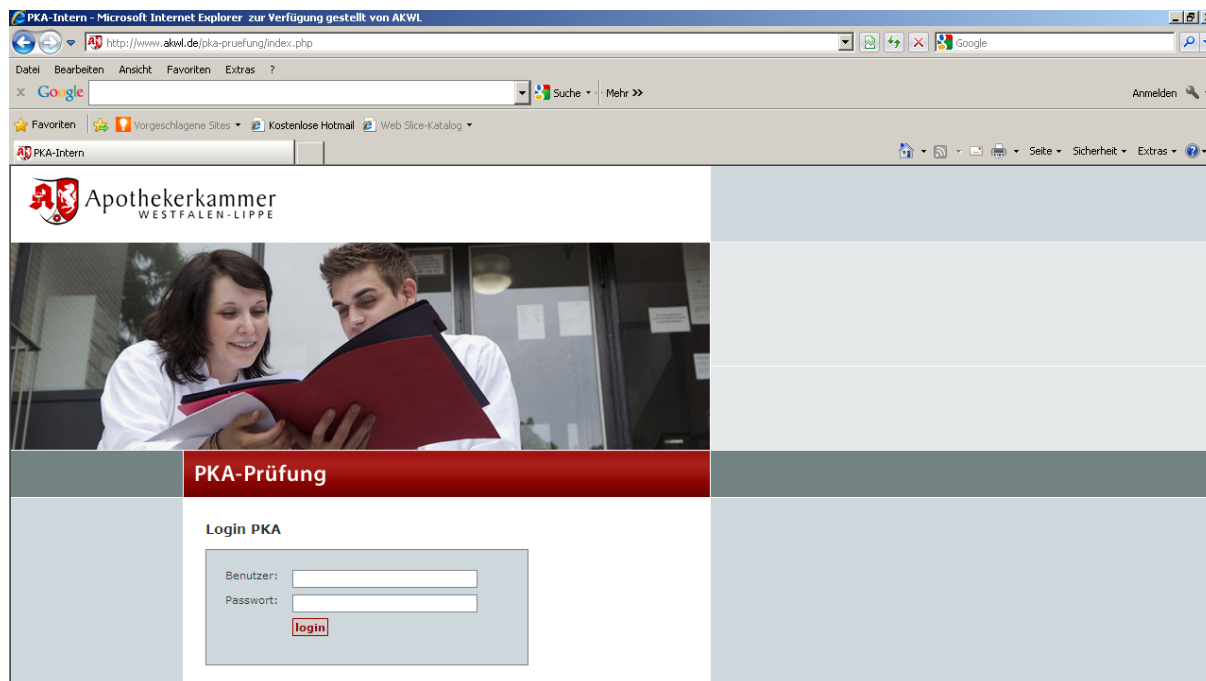 PKA-Intern - Microsoft Internet Explorer zur Verfügung gestellt von AKWL
http://www.akwl.de/pka-pruefung/index.php
Google
Datei Bearbeiten Ansicht Favoriten Extras ?
x Google Suche Mehr >> Anmelden
Favoriten Vorgeschlagene Sites Kostenlose Hotmail Web Slice-Katalog
PKA-Intern Seite Sicherheit Extras
Apothekerkammer
WESTFALEN-LIPPE
PKA-Prüfung
Login PKA
Benutzer:
Passwort:
login